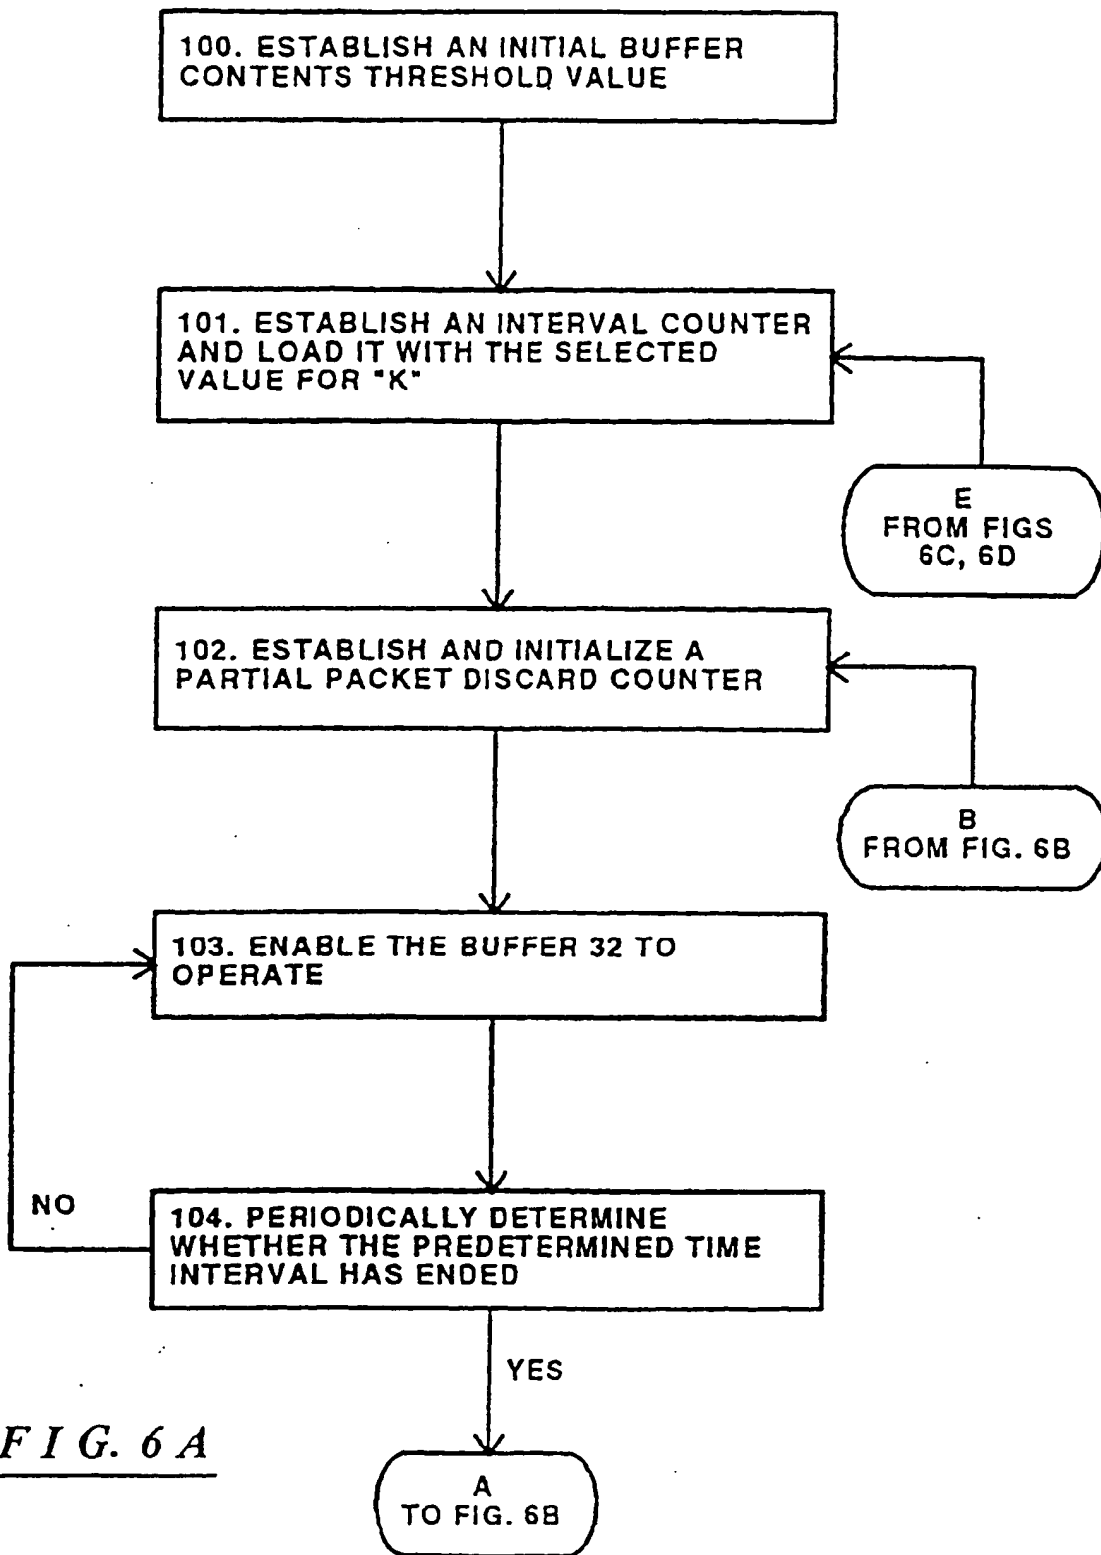 100. ESTABLISH AN INITIAL BUFFER
CONTENTS THRESHOLD VALUE
101. ESTABLISH AN INTERVAL COUNTER
AND LOAD IT WITH THE SELECTED
VALUE FOR "K"
E
FROM FIGS
6C, 6D
102. ESTABLISH AND INITIALIZE A
PARTIAL PACKET DISCARD COUNTER
B
FROM FIG. 6B
103. ENABLE THE BUFFER 32 TO
OPERATE
NO
104. PERIODICALLY DETERMINE
WHETHER THE PREDETERMINED TIME
INTERVAL HAS ENDED
YES
FIG. 6A
A
TO FIG. 6B